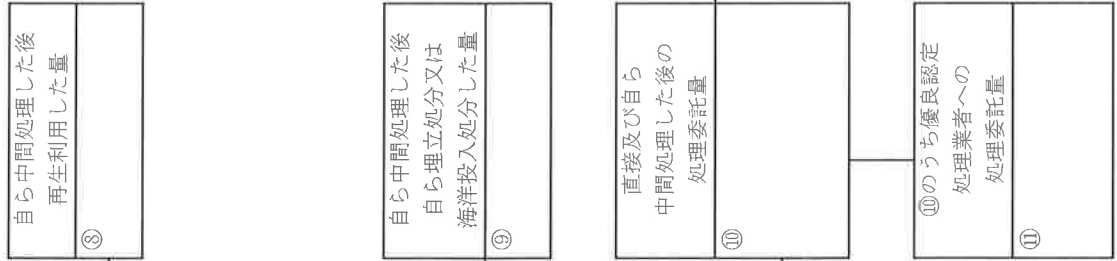 自ら中間処理した後
再生利用した量
⑧
自ら中間処理した後
自ら埋立処分又は
海洋投入処分した量
⑨
直接及び自ら
中間処理した後の
処理委託量
⑩
⑩のうち優良認定
処理業者への
処理委託量
⑪